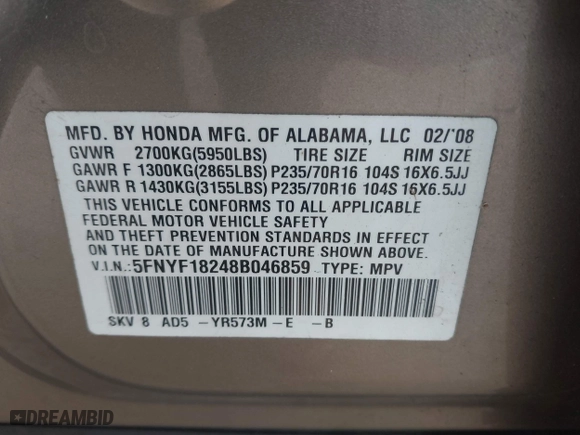 MFD. BY HONDA MFG. OF ALABAMA, LLC 02/'08
GVWR 2700KG(5950LBS) TIRE SIZE RIM SIZE
GAWR F 1300KG(2865LBS) P235/70R16 104S 16X6.5JJ
GAWR R 1430KG(3155LBS) P235/70R16 104S 16X6.5JJ
THIS VEHICLE CONFORMS TO ALL APPLICABLE
FEDERAL MOTOR VEHICLE SAFETY
AND THEFT PREVENTION STANDARDS IN EFFECT
ON THE DATE OF MANUFACTURE SHOWN ABOVE.
V.I.N.:5FNYF18248B046859 TYPE: MPV
SKV 8 AD5 -YR573M -E -B
DREAMBID